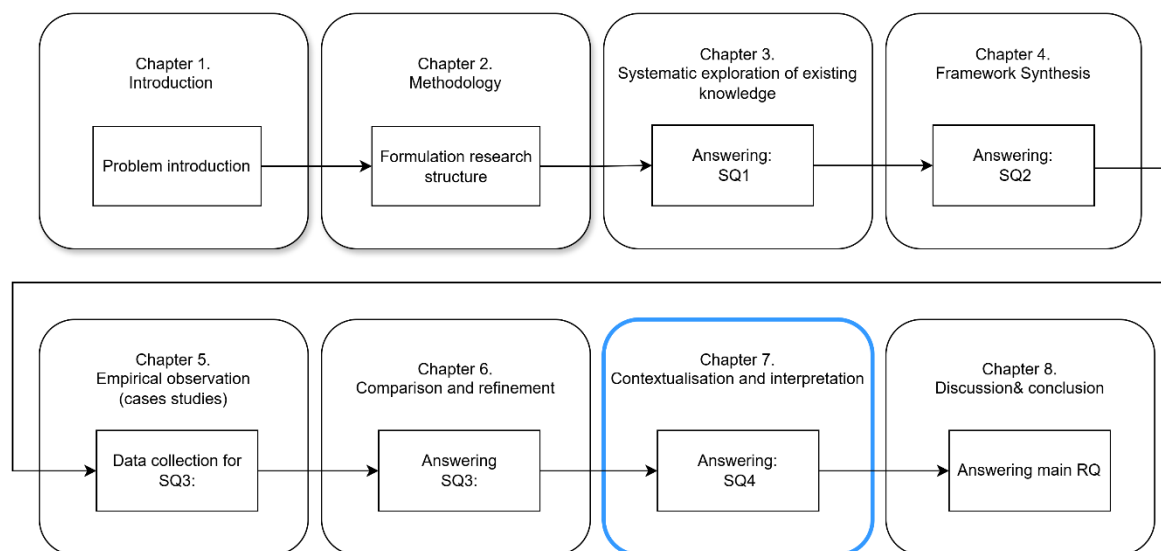 Chapter 1.
Introduction
Problem introduction
Chapter 2.
Methodology
Formulation research
structure
Chapter 3.
Systematic exploration of existing
knowledge
Answering:
SQ1
Chapter 4.
Framework Synthesis
Answering:
SQ2
Chapter 5.
Empirical observation
(cases studies)
Data collection for
SQ3:
Chapter 6.
Comparison and refinement
Answering
SQ3:
Chapter 7.
Contextualisation and interpretation
Answering:
SQ4
Chapter 8.
Discussion& conclusion
Answering main RQ